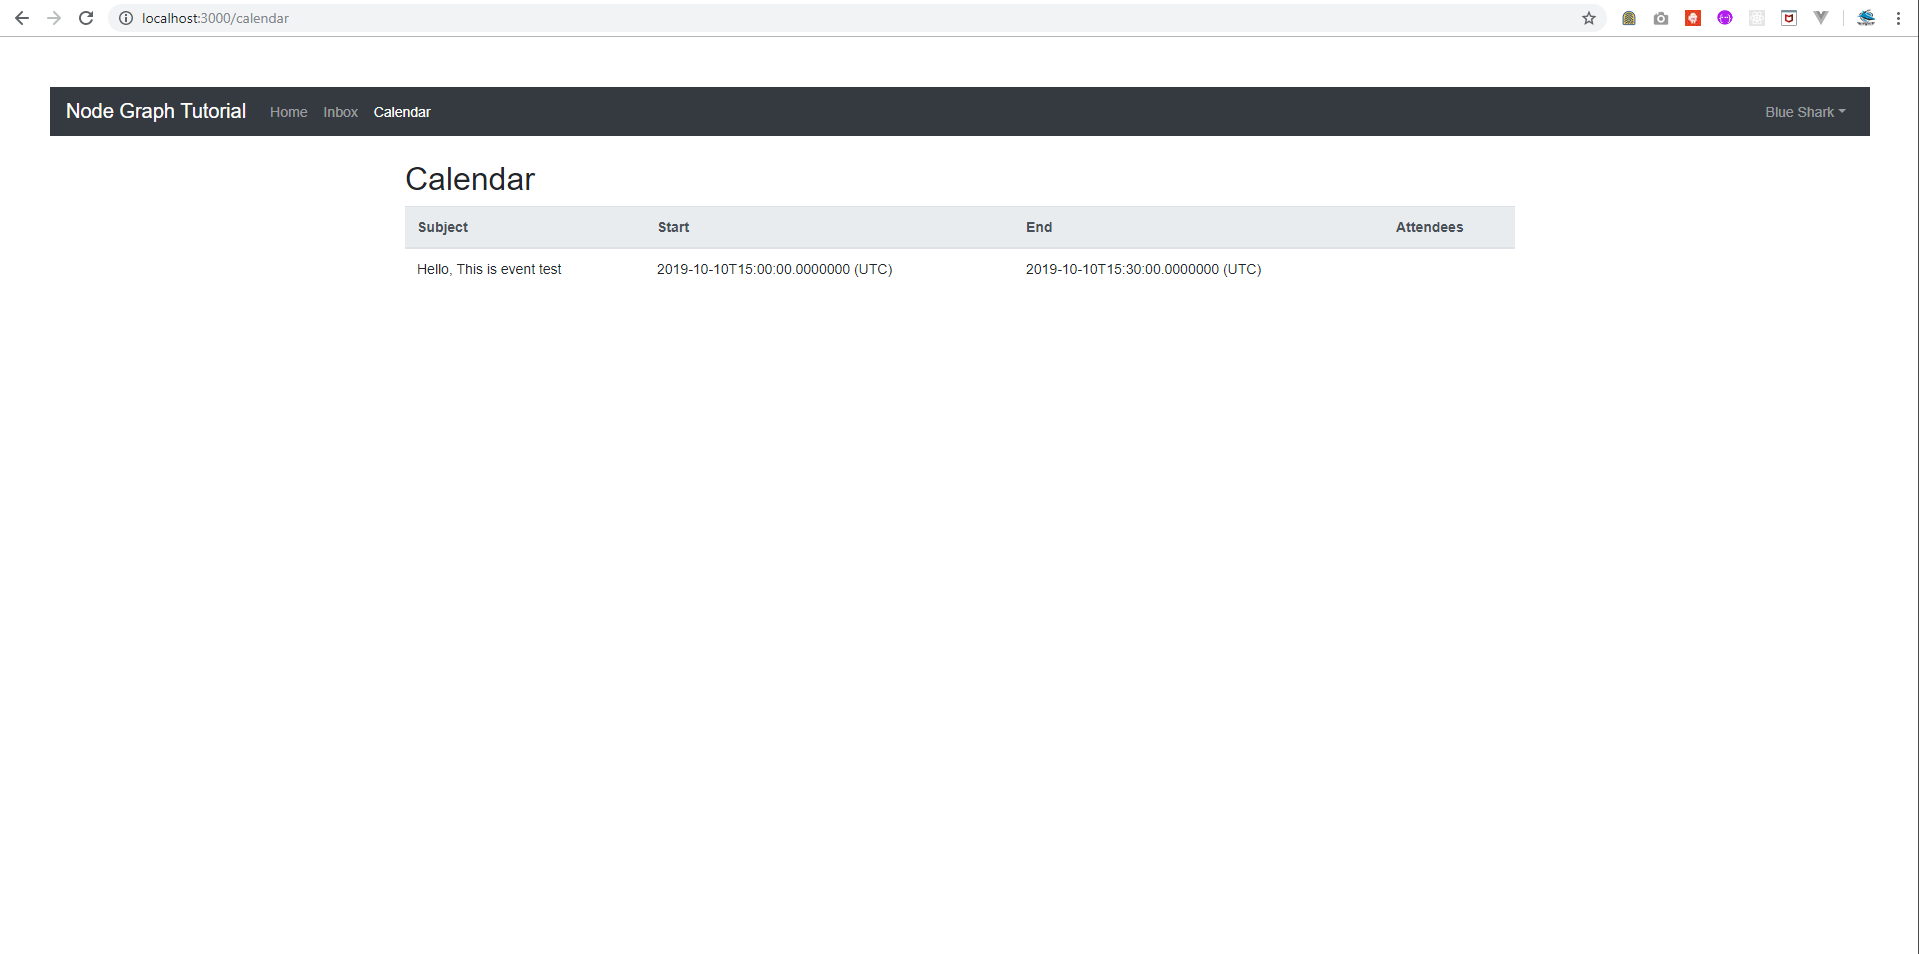 localhost:3000/calendar
Node Graph Tutorial Home Inbox Calendar Blue Shark
Calendar
Subject Start End Attendees
Hello, This is event test 2019-10-10T15:00:00.0000000 (UTC) 2019-10-10T15:30:00.0000000 (UTC)